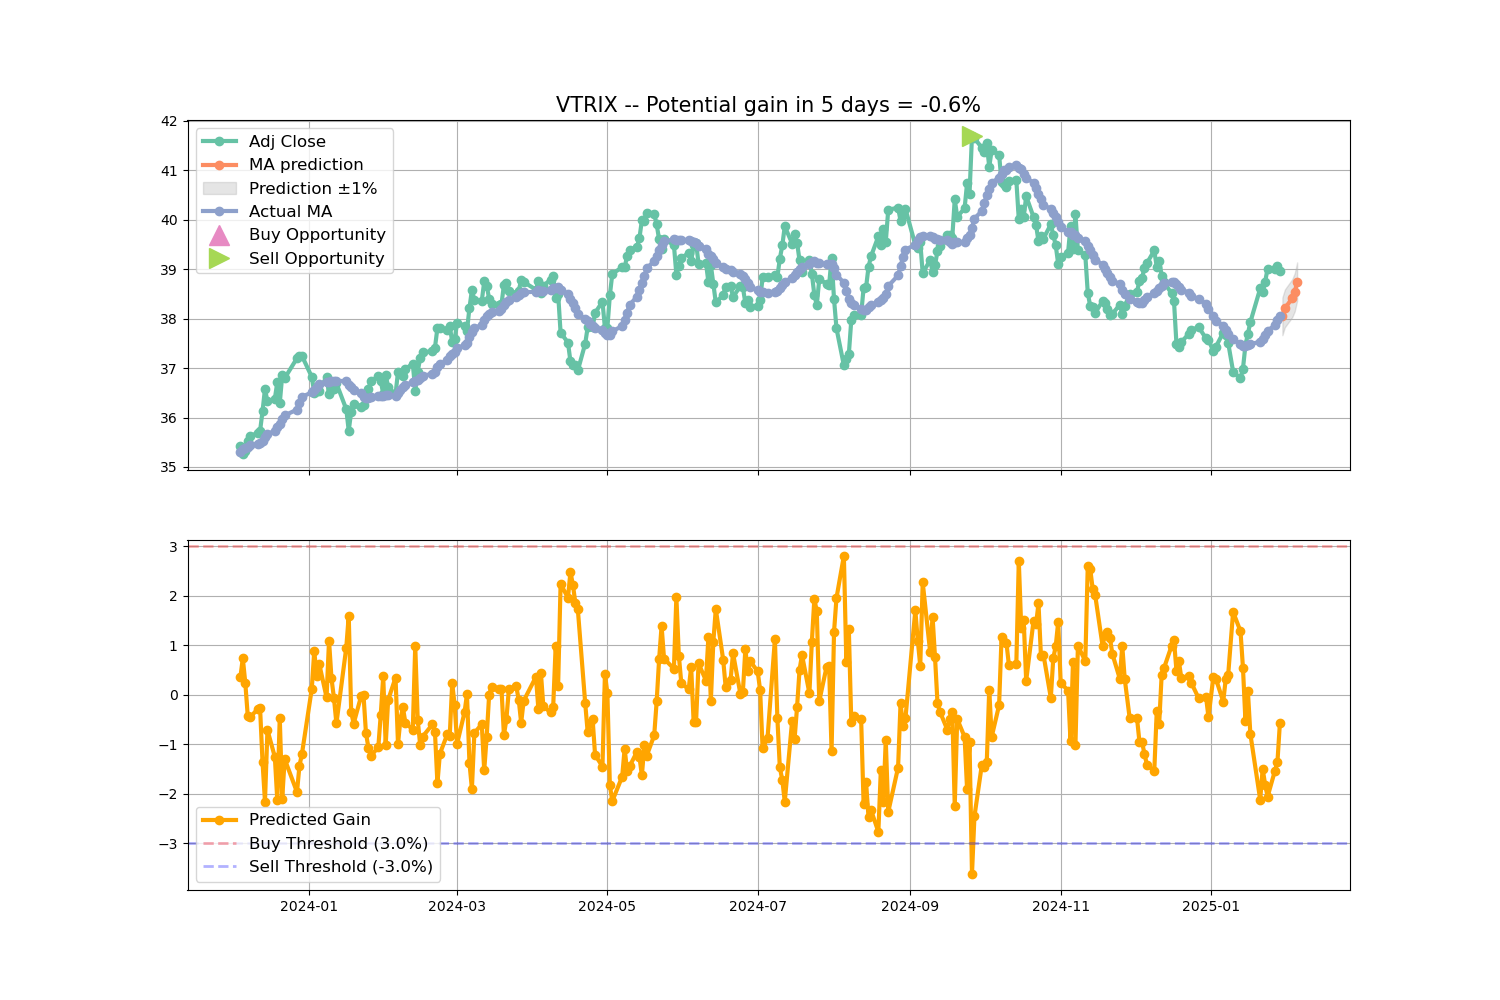 VTRIX -- Potential gain in 5 days = -0.6%
42
41
40
39
38
37
36
35
Adj Close
MA prediction
Prediction ±1%
Actual MA
Buy Opportunity
Sell Opportunity
3
2
1
0
−1
−2
−3
Predicted Gain
Buy Threshold (3.0%)
Sell Threshold (-3.0%)
2024-01
2024-03
2024-05
2024-07
2024-09
2024-11
2025-01